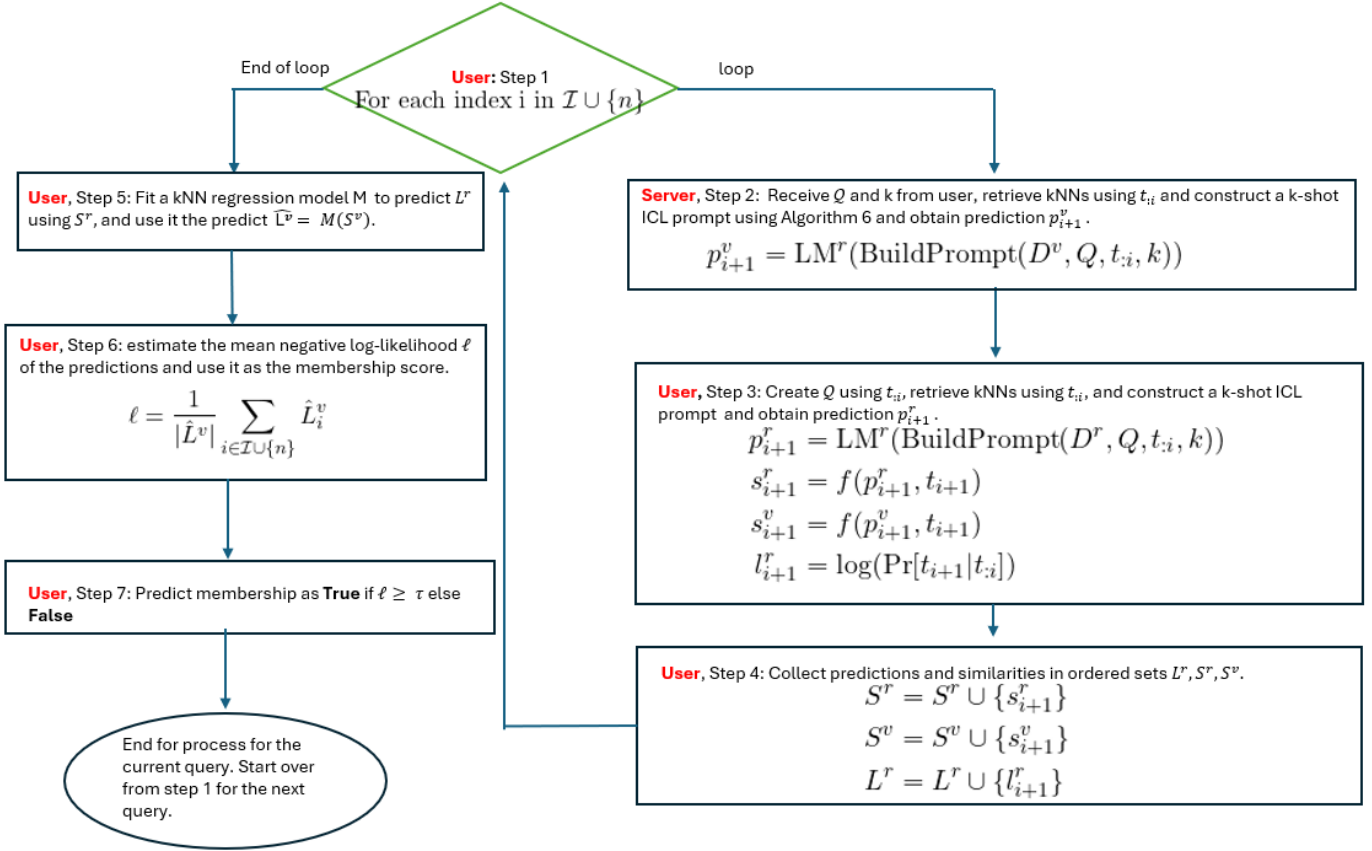 End of loop
loop
User: Step 1
For each index i in ℐ ∪ {n}
User, Step 5: Fit a kNN regression model M to predict Lʳ
using Sʳ, and use it the predict L̂ᵛ = M(Sᵛ).
Server, Step 2: Receive Q and k from user, retrieve kNNs using t_{:i} and construct a k-shot
ICL prompt using Algorithm 6 and obtain prediction p^v_{i+1} .
p^v_{i+1} = LM^r(BuildPrompt(D^v, Q, t_{:i}, k))
User, Step 6: estimate the mean negative log-likelihood ℓ
of the predictions and use it as the membership score.
ℓ = \frac{1}{|L̂^v|} ∑_{i∈ℐ∪{n}} L̂^v_i
User, Step 3: Create Q using t_{:i}, retrieve kNNs using t_{:i}, and construct a k-shot ICL
prompt and obtain prediction p^r_{i+1} .
p^r_{i+1} = LM^r(BuildPrompt(D^r, Q, t_{:i}, k))
s^r_{i+1} = f(p^r_{i+1}, t_{i+1})
s^v_{i+1} = f(p^v_{i+1}, t_{i+1})
l^r_{i+1} = log(Pr[t_{i+1}|t_{:i}])
User, Step 7: Predict membership as True if ℓ ≥ τ else
False
User, Step 4: Collect predictions and similarities in ordered sets L^r, S^r, S^v.
S^r = S^r ∪ {s^r_{i+1}}
S^v = S^v ∪ {s^v_{i+1}}
L^r = L^r ∪ {l^r_{i+1}}
End for process for the
current query. Start over
from step 1 for the next
query.